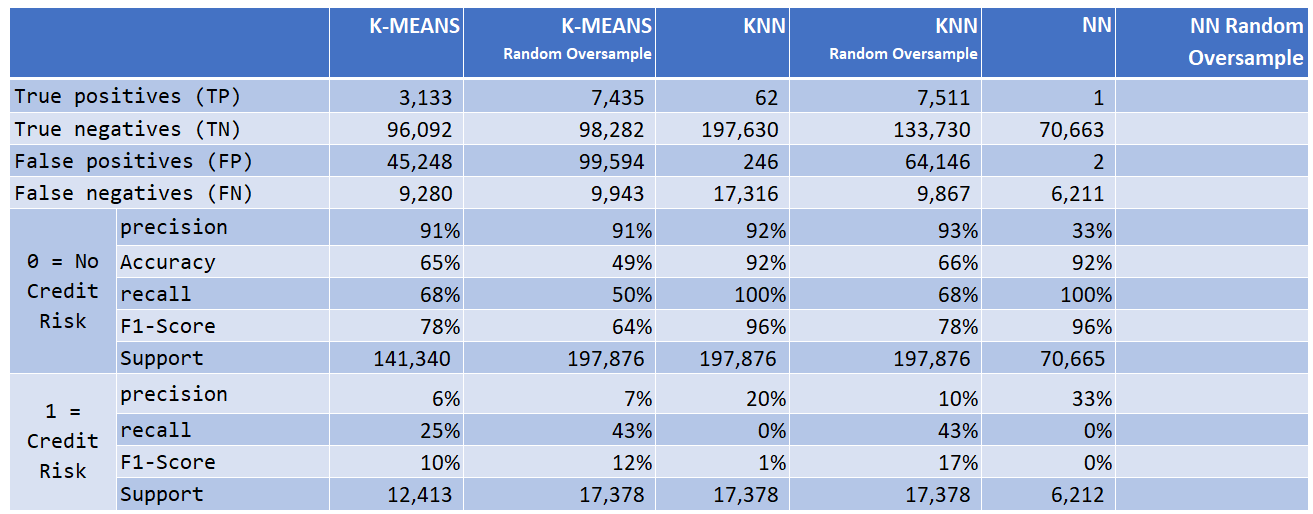 K-MEANS K-MEANS KNN KNN NN NN Random
Random Oversample Random Oversample Oversample
True positives (TP) 3,133 7,435 62 7,511 1
True negatives (TN) 96,092 98,282 197,630 133,730 70,663
False positives (FP) 45,248 99,594 246 64,146 2
False negatives (FN) 9,280 9,943 17,316 9,867 6,211
0 = No
Credit
Risk
precision 91% 91% 92% 93% 33%
Accuracy 65% 49% 92% 66% 92%
recall 68% 50% 100% 68% 100%
F1-Score 78% 64% 96% 78% 96%
Support 141,340 197,876 197,876 197,876 70,665
1 =
Credit
Risk
precision 6% 7% 20% 10% 33%
recall 25% 43% 0% 43% 0%
F1-Score 10% 12% 1% 17% 0%
Support 12,413 17,378 17,378 17,378 6,212